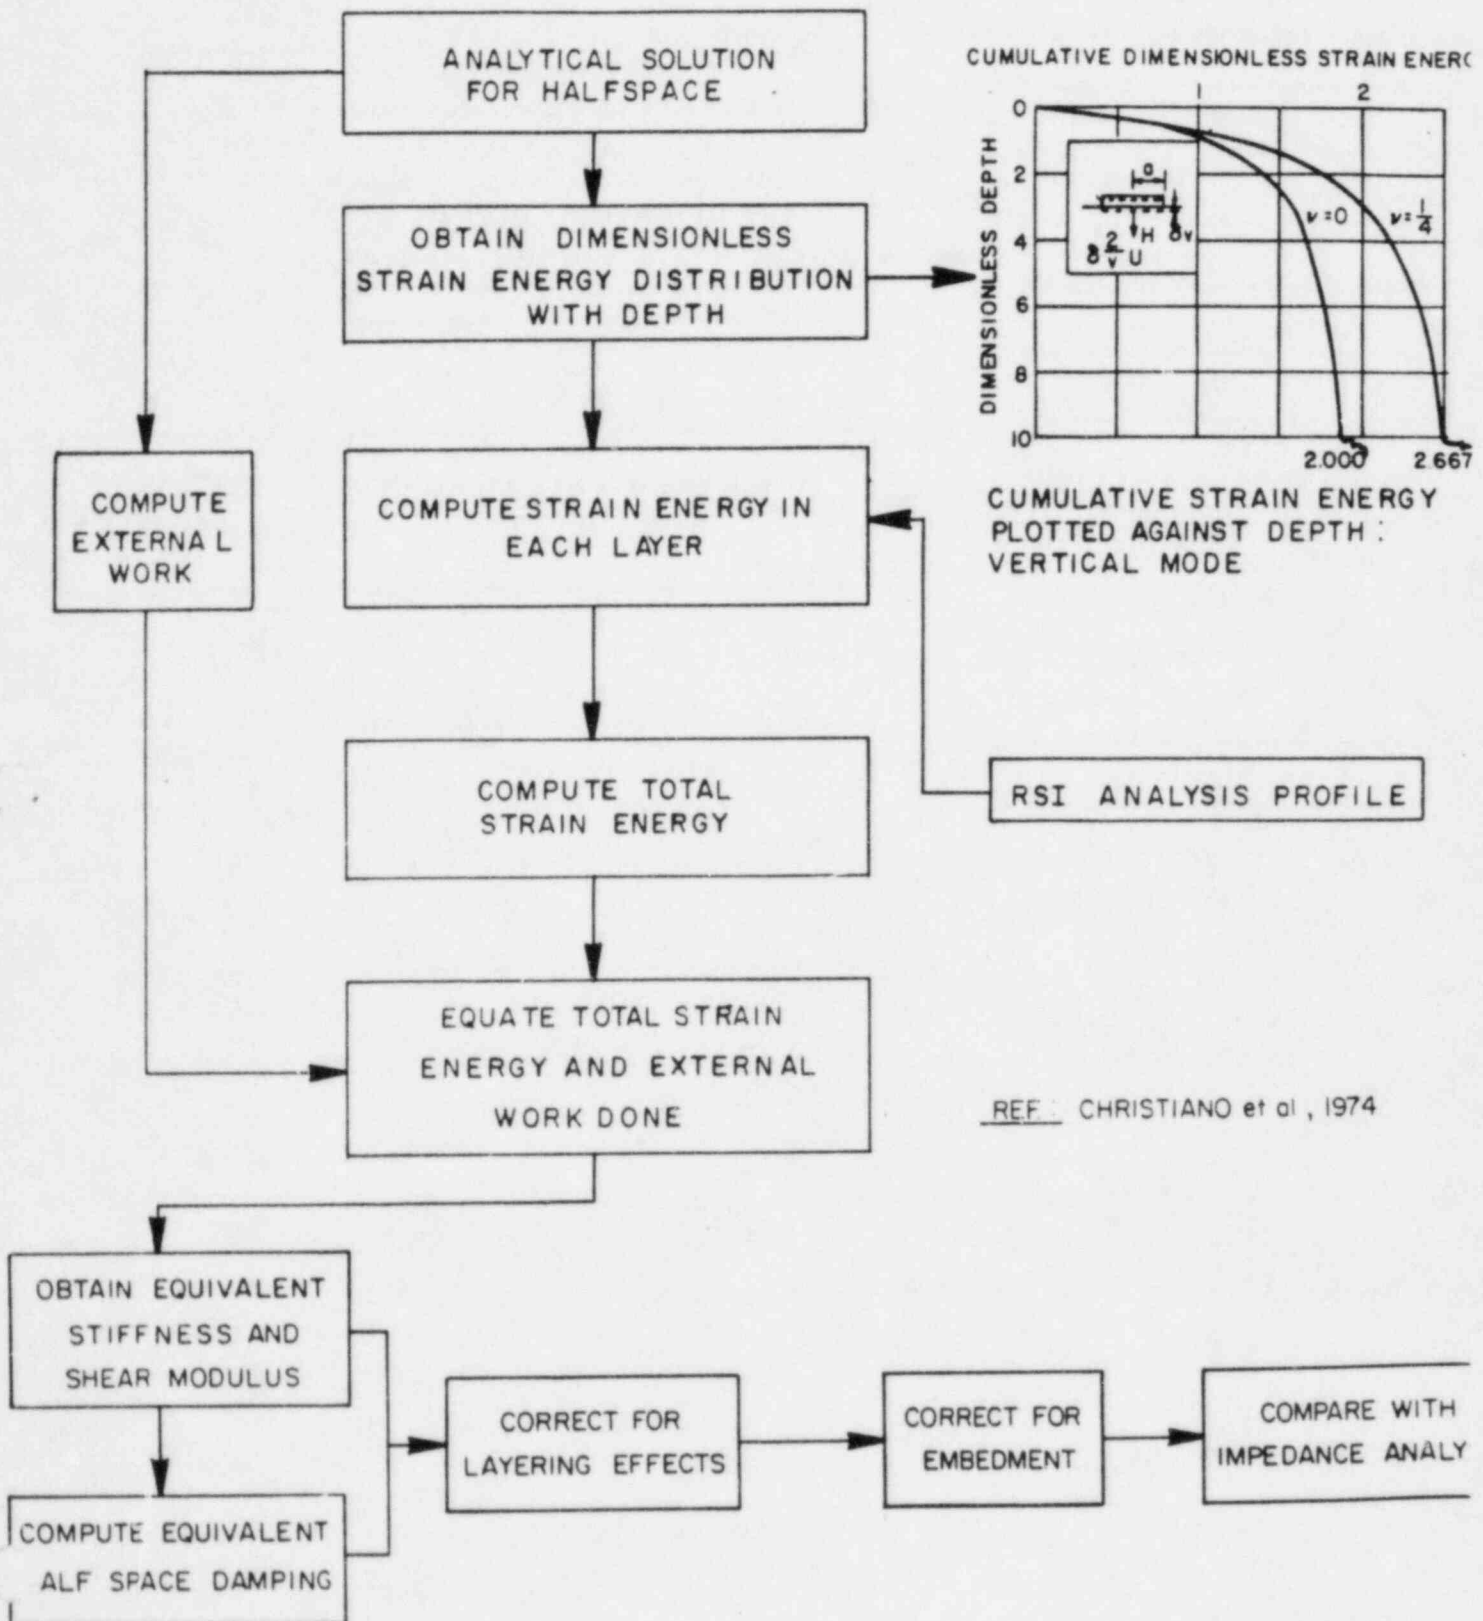 ANALYTICAL SOLUTION
FOR HALFSPACE
OBTAIN DIMENSIONLESS
STRAIN ENERGY DISTRIBUTION
WITH DEPTH
CUMULATIVE DIMENSIONLESS STRAIN ENERG
1
2
DIMENSIONLESS DEPTH
0
2
4
6
8
10
a
H
δv
U
ν=0
ν=1/4
2.000
2.667
CUMULATIVE STRAIN ENERGY
PLOTTED AGAINST DEPTH:
VERTICAL MODE
COMPUTE
EXTERNAL
WORK
COMPUTE STRAIN ENERGY IN
EACH LAYER
COMPUTE TOTAL
STRAIN ENERGY
RSI ANALYSIS PROFILE
EQUATE TOTAL STRAIN
ENERGY AND EXTERNAL
WORK DONE
REF: CHRISTIANO et al, 1974
OBTAIN EQUIVALENT
STIFFNESS AND
SHEAR MODULUS
COMPUTE EQUIVALENT
ALF SPACE DAMPING
CORRECT FOR
LAYERING EFFECTS
CORRECT FOR
EMBEDMENT
COMPARE WITH
IMPEDANCE ANALY